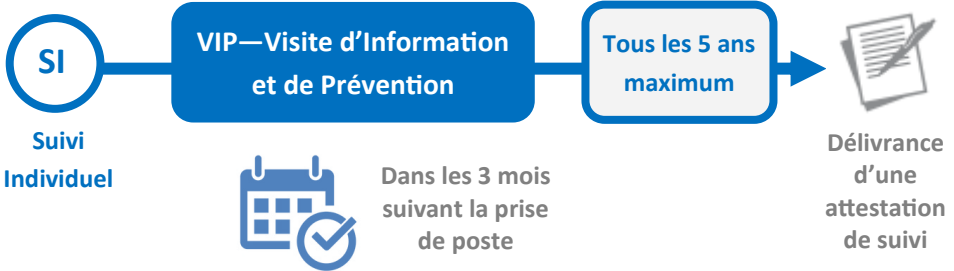 SI
Suivi
Individuel
VIP—Visite d’Information
et de Prévention
Dans les 3 mois
suivant la prise
de poste
Tous les 5 ans
maximum
Délivrance
d’une
attestation
de suivi